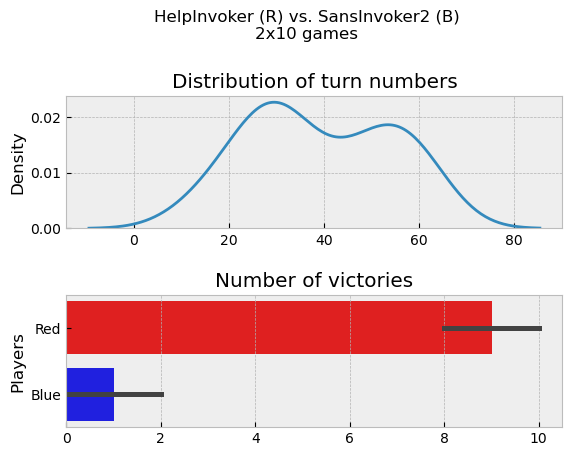 HelpInvoker (R) vs. SansInvoker2 (B)
2x10 games
Distribution of turn numbers
Density
0.02
0.01
0.00
0 20 40 60 80
Number of victories
Players
Red
Blue
0 2 4 6 8 10